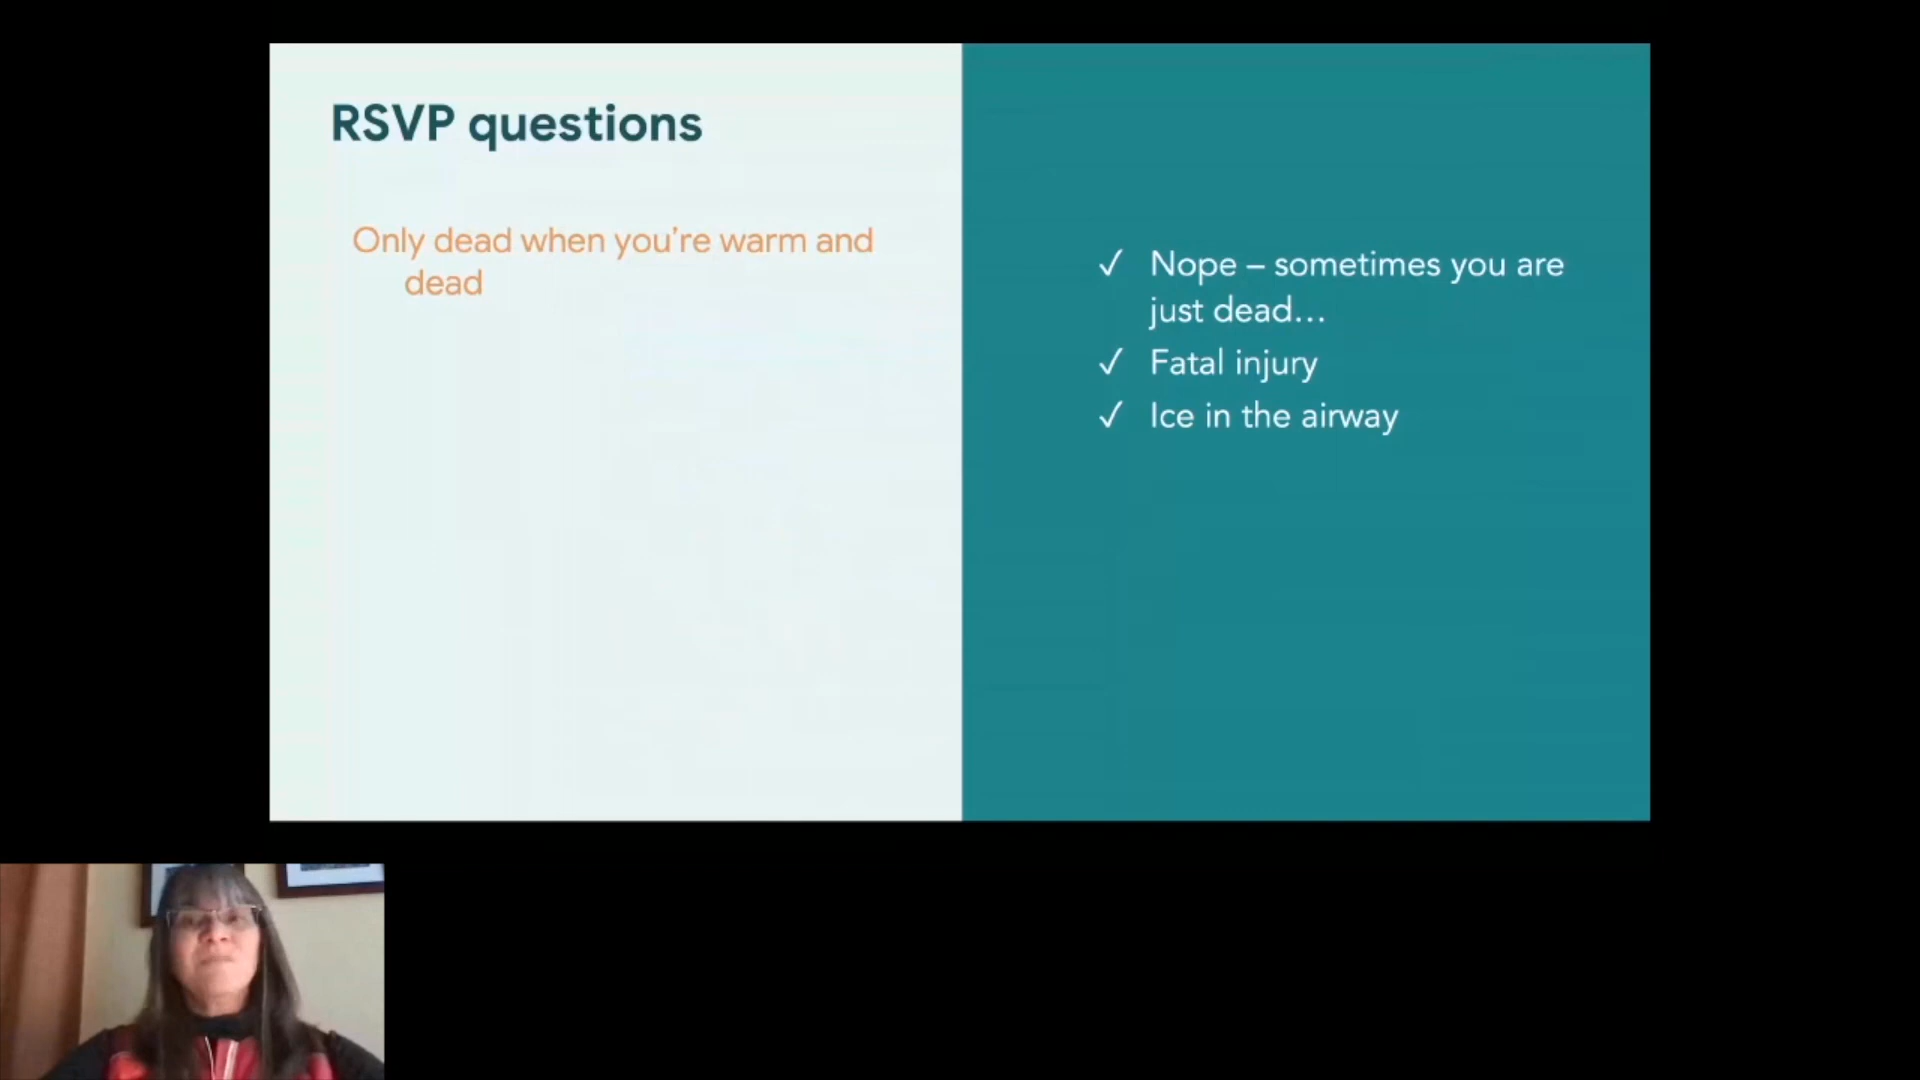 RSVP questions
Only dead when you're warm and
dead
✓ Nope – sometimes you are
just dead...
✓ Fatal injury
✓ Ice in the airway